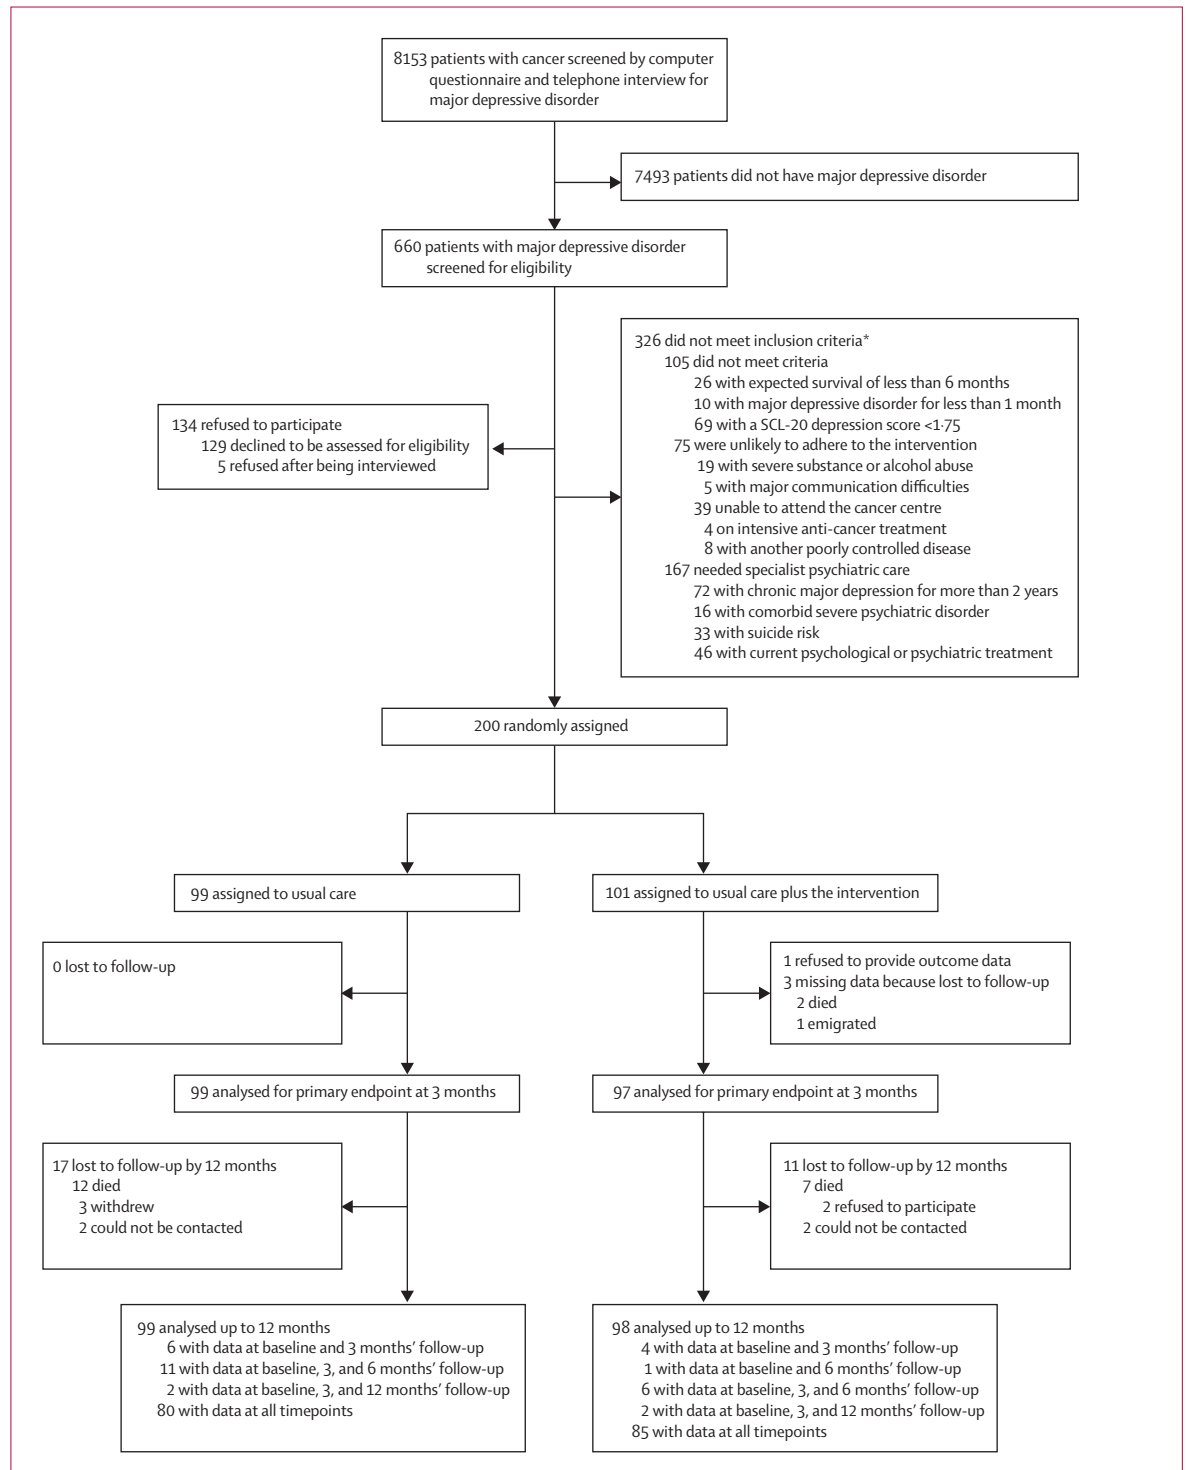 8153 patients with cancer screened by computer
questionnaire and telephone interview for
major depressive disorder
7493 patients did not have major depressive disorder
660 patients with major depressive disorder
screened for eligibility
134 refused to participate
129 declined to be assessed for eligibility
5 refused after being interviewed
326 did not meet inclusion criteria*
105 did not meet criteria
26 with expected survival of less than 6 months
10 with major depressive disorder for less than 1 month
69 with a SCL-20 depression score <1·75
75 were unlikely to adhere to the intervention
19 with severe substance or alcohol abuse
5 with major communication difficulties
39 unable to attend the cancer centre
4 on intensive anti-cancer treatment
8 with another poorly controlled disease
167 needed specialist psychiatric care
72 with chronic major depression for more than 2 years
16 with comorbid severe psychiatric disorder
33 with suicide risk
46 with current psychological or psychiatric treatment
200 randomly assigned
99 assigned to usual care
101 assigned to usual care plus the intervention
0 lost to follow-up
1 refused to provide outcome data
3 missing data because lost to follow-up
2 died
1 emigrated
99 analysed for primary endpoint at 3 months
97 analysed for primary endpoint at 3 months
17 lost to follow-up by 12 months
12 died
3 withdrew
2 could not be contacted
11 lost to follow-up by 12 months
7 died
2 refused to participate
2 could not be contacted
99 analysed up to 12 months
6 with data at baseline and 3 months’ follow-up
11 with data at baseline, 3, and 6 months’ follow-up
2 with data at baseline, 3, and 12 months’ follow-up
80 with data at all timepoints
98 analysed up to 12 months
4 with data at baseline and 3 months’ follow-up
1 with data at baseline and 6 months’ follow-up
6 with data at baseline, 3, and 6 months’ follow-up
2 with data at baseline, 3, and 12 months’ follow-up
85 with data at all timepoints